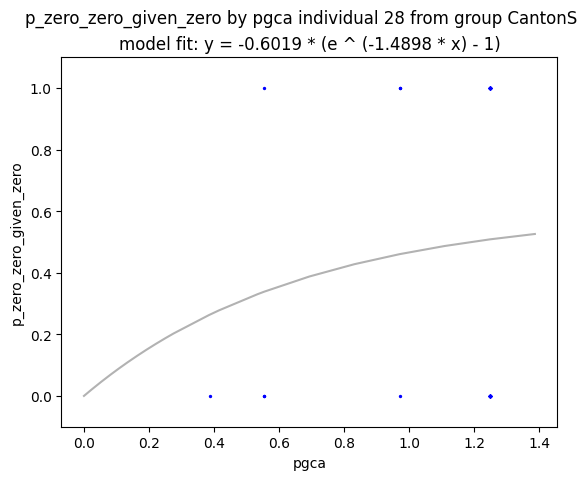 p_zero_zero_given_zero by pgca individual 28 from group CantonS
model fit: y = -0.6019 * (e ^ (-1.4898 * x) - 1)
1.0
0.8
0.6
0.4
0.2
0.0
p_zero_zero_given_zero
0.0 0.2 0.4 0.6 0.8 1.0 1.2 1.4
pgca